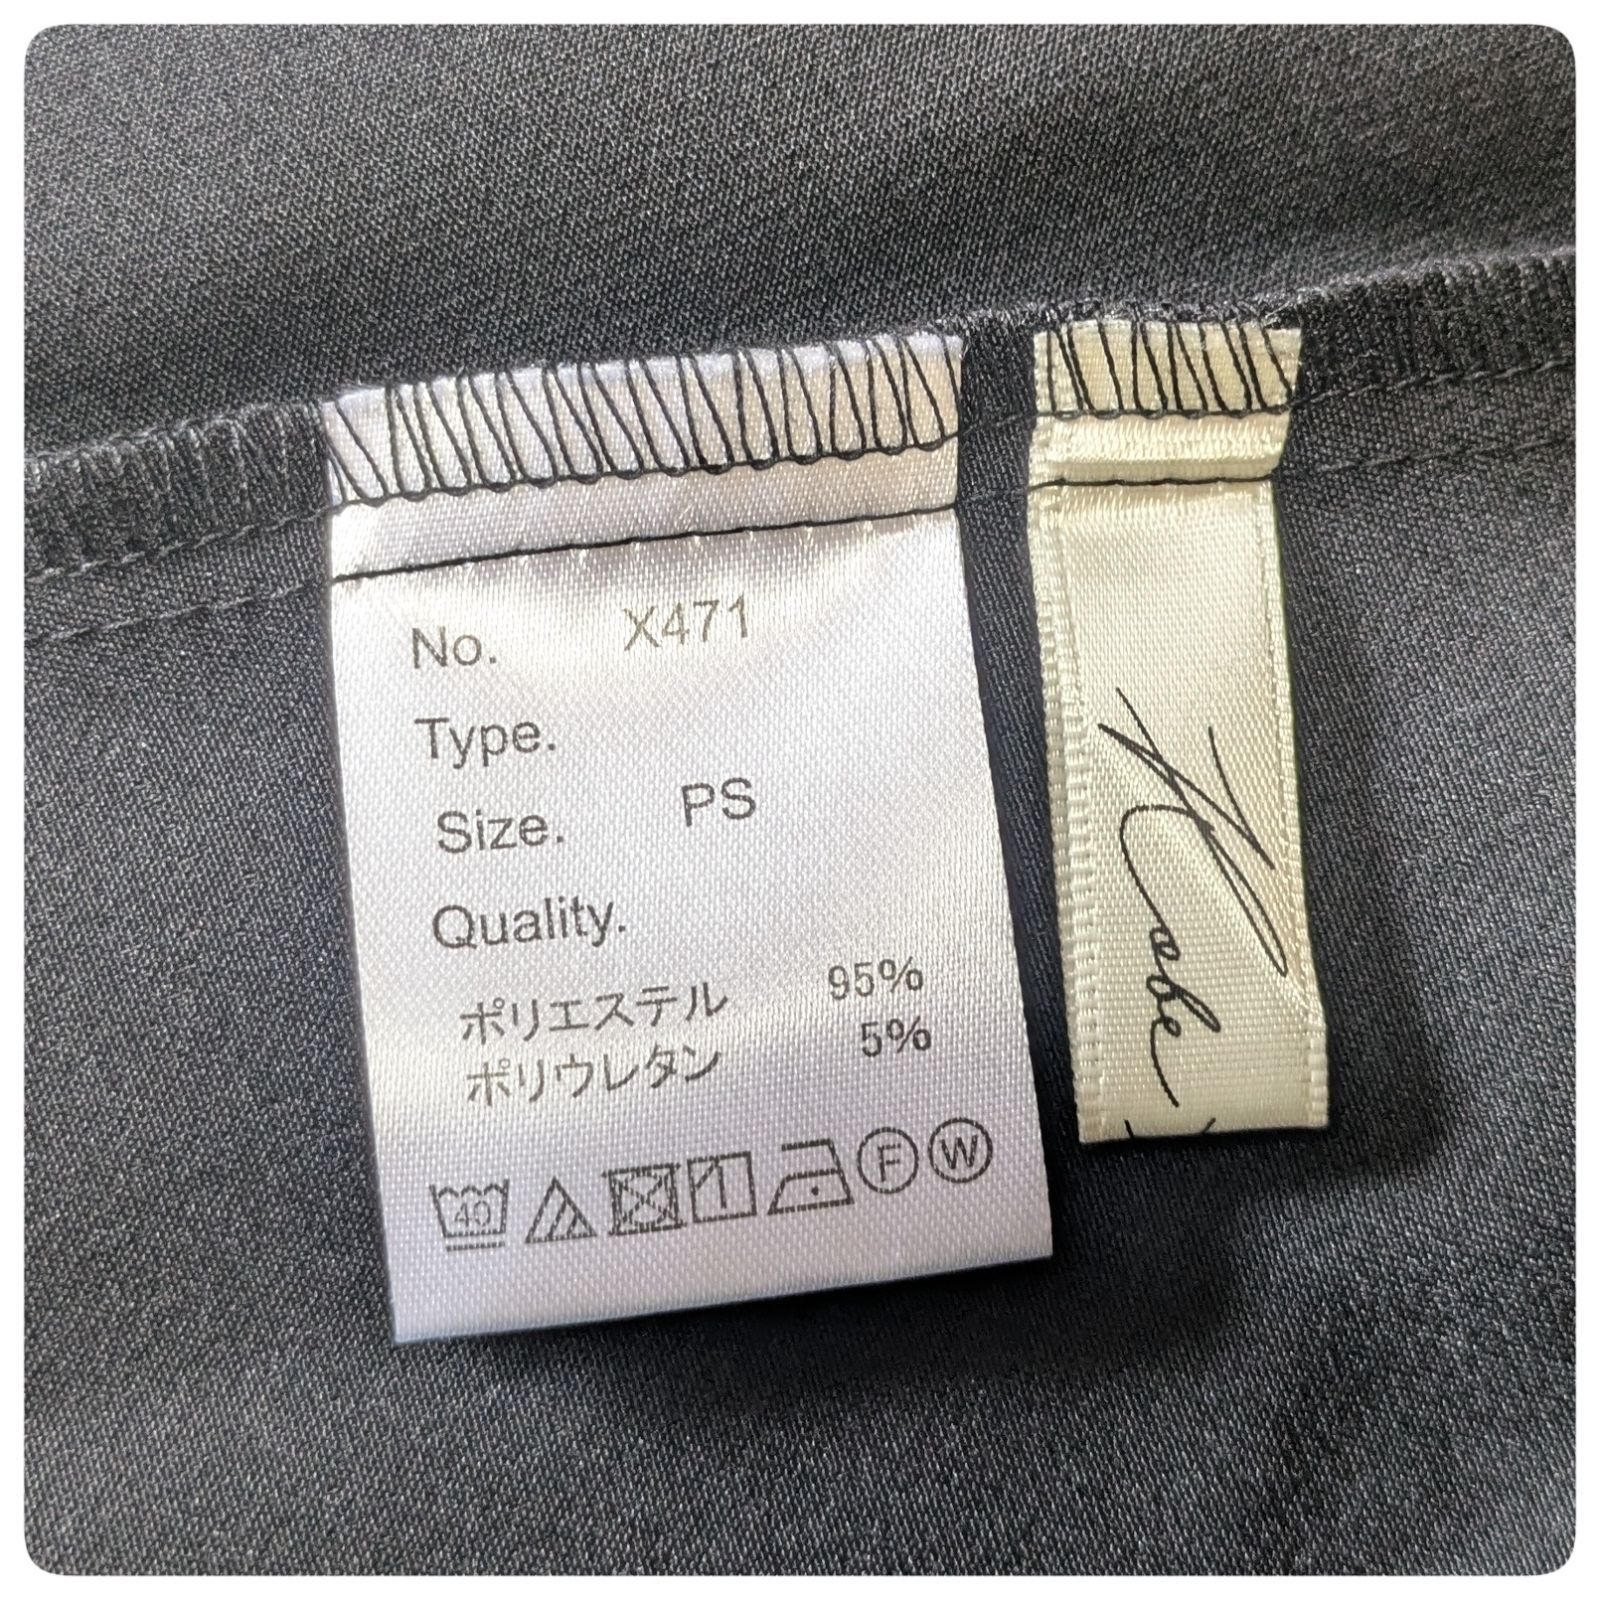 No. X471
Type.
Size. PS
Quality.
ポリエステル 95%
ポリウレタン 5%
40
F W